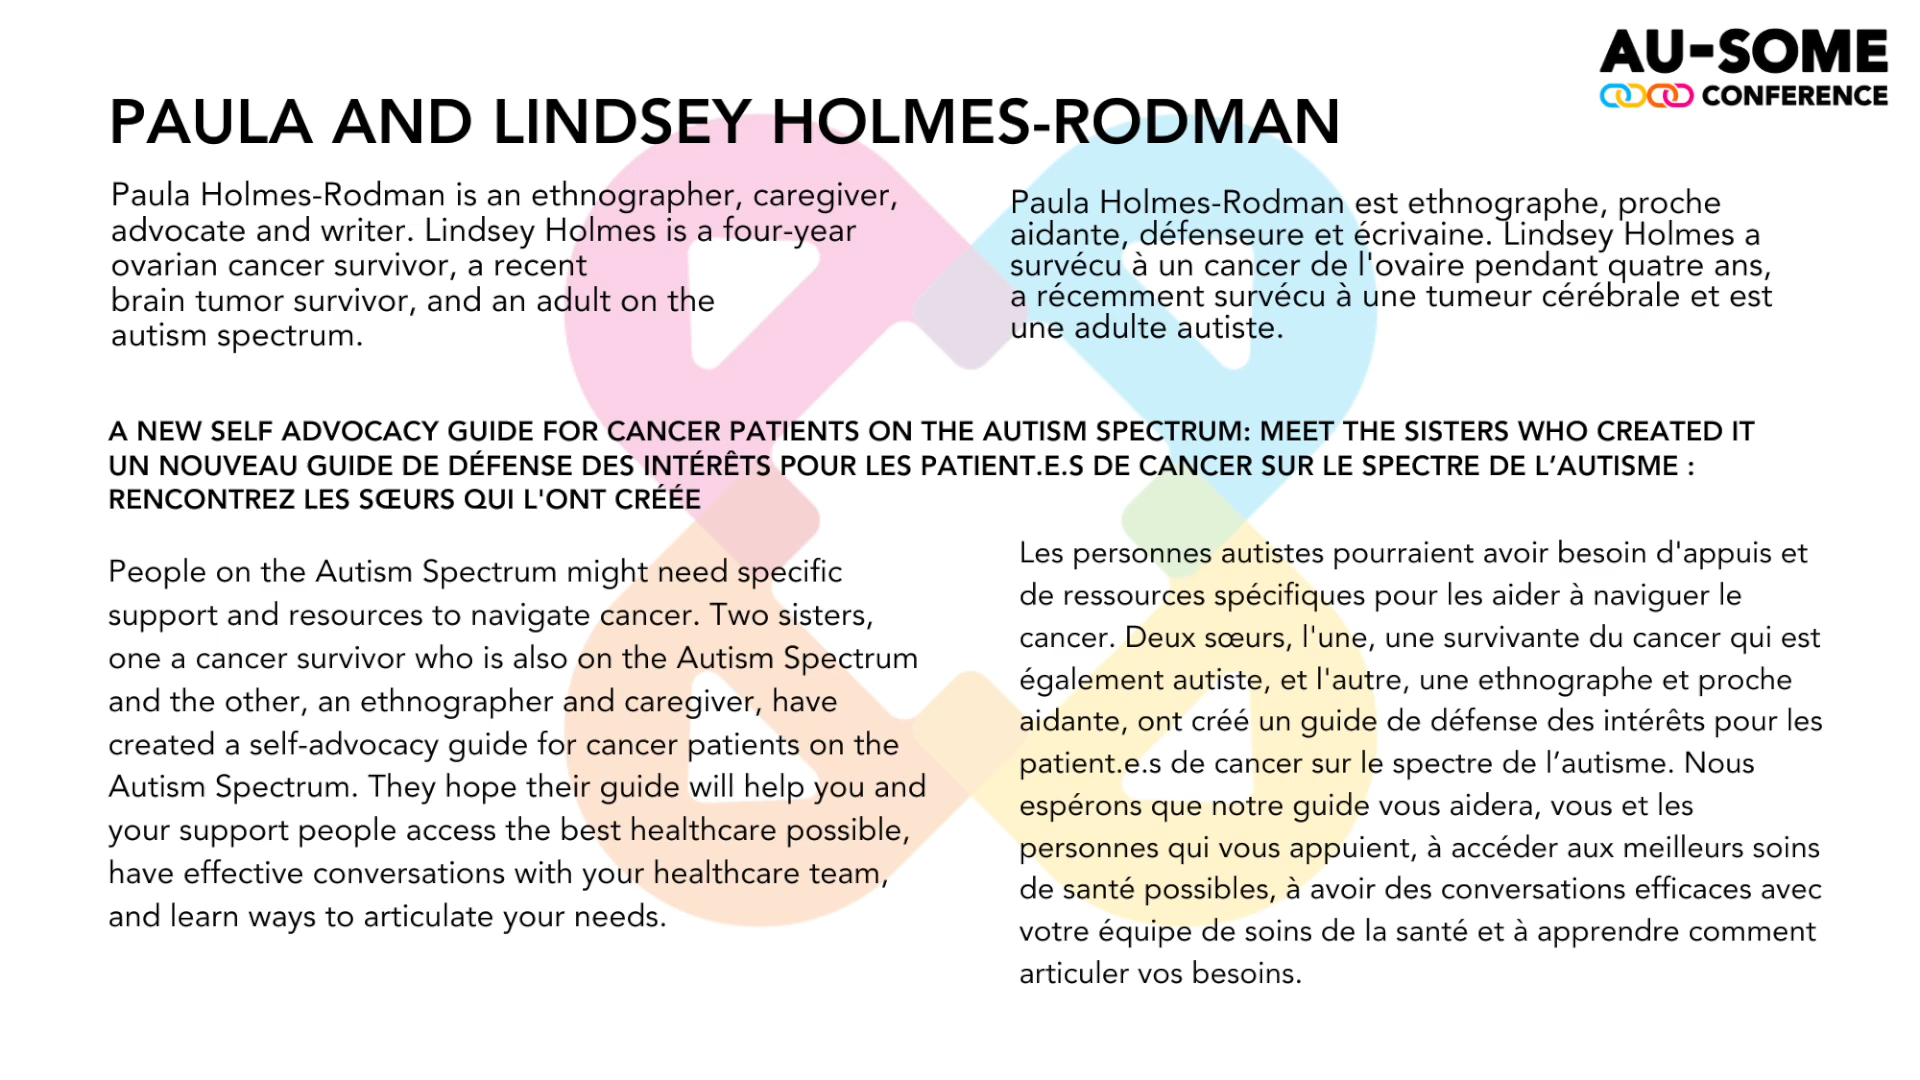 AU-SOME
CONFERENCE
PAULA AND LINDSEY HOLMES-RODMAN
Paula Holmes-Rodman is an ethnographer, caregiver,
advocate and writer. Lindsey Holmes is a four-year
ovarian cancer survivor, a recent
brain tumor survivor, and an adult on the
autism spectrum.
Paula Holmes-Rodman est ethnographe, proche
aidante, défenseure et écrivaine. Lindsey Holmes a
survécu à un cancer de l'ovaire pendant quatre ans,
a récemment survécu à une tumeur cérébrale et est
une adulte autiste.
A NEW SELF ADVOCACY GUIDE FOR CANCER PATIENTS ON THE AUTISM SPECTRUM: MEET THE SISTERS WHO CREATED IT
UN NOUVEAU GUIDE DE DÉFENSE DES INTÉRÊTS POUR LES PATIENT.E.S DE CANCER SUR LE SPECTRE DE L’AUTISME :
RENCONTREZ LES SŒURS QUI L'ONT CRÉÉE
People on the Autism Spectrum might need specific
support and resources to navigate cancer. Two sisters,
one a cancer survivor who is also on the Autism Spectrum
and the other, an ethnographer and caregiver, have
created a self-advocacy guide for cancer patients on the
Autism Spectrum. They hope their guide will help you and
your support people access the best healthcare possible,
have effective conversations with your healthcare team,
and learn ways to articulate your needs.
Les personnes autistes pourraient avoir besoin d'appuis et
de ressources spécifiques pour les aider à naviguer le
cancer. Deux sœurs, l'une, une survivante du cancer qui est
également autiste, et l'autre, une ethnographe et proche
aidante, ont créé un guide de défense des intérêts pour les
patient.e.s de cancer sur le spectre de l’autisme. Nous
espérons que notre guide vous aidera, vous et les
personnes qui vous appuient, à accéder aux meilleurs soins
de santé possibles, à avoir des conversations efficaces avec
votre équipe de soins de la santé et à apprendre comment
articuler vos besoins.